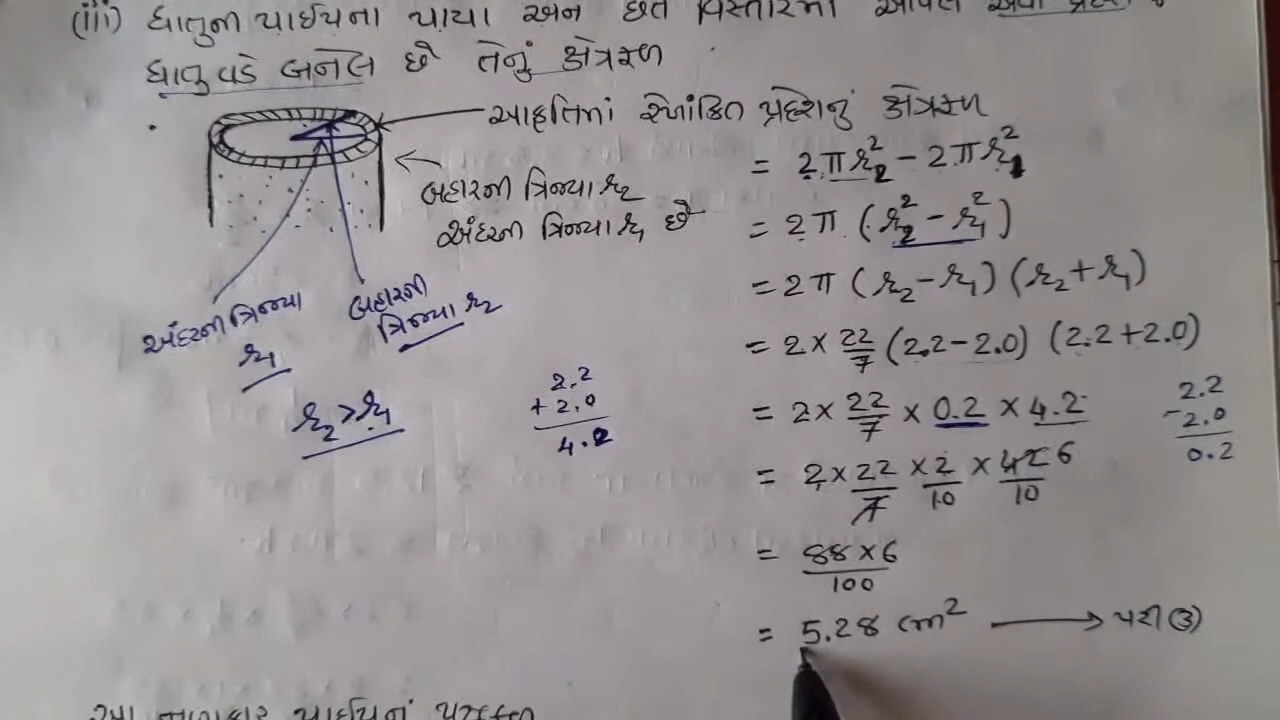 (iii) ધાતુની પાઈપના પાયા અને છત વિસ્તારમાં આવેલ એવો પ્રદેશ
ધાતુ વડે બનેલ છે તેનું ક્ષેત્રફળ
આકૃતિમાં રેખાંકિત પ્રદેશનું ક્ષેત્રફળ
= 2πr₂² - 2πr₁²
બહારની ત્રિજ્યા r₂
અંદરની ત્રિજ્યા r₁ છે
= 2π (r₂² - r₁²)
= 2π (r₂ - r₁) (r₂ + r₁)
અંદરની ત્રિજ્યા
r₁
બહારની
ત્રિજ્યા r₂
r₂ > r₁
= 2 × 22/7 (2.2 - 2.0) (2.2 + 2.0)
2.2
+ 2.0
4.2
= 2 × 22/7 × 0.2 × 4.2
2.2
- 2.0
0.2
= 2 × 22/7 × 2/10 × 42/10 6
= 88 × 6/100
= 5.28 cm² → પરી ③
આ નળાકાર પાઈપનું